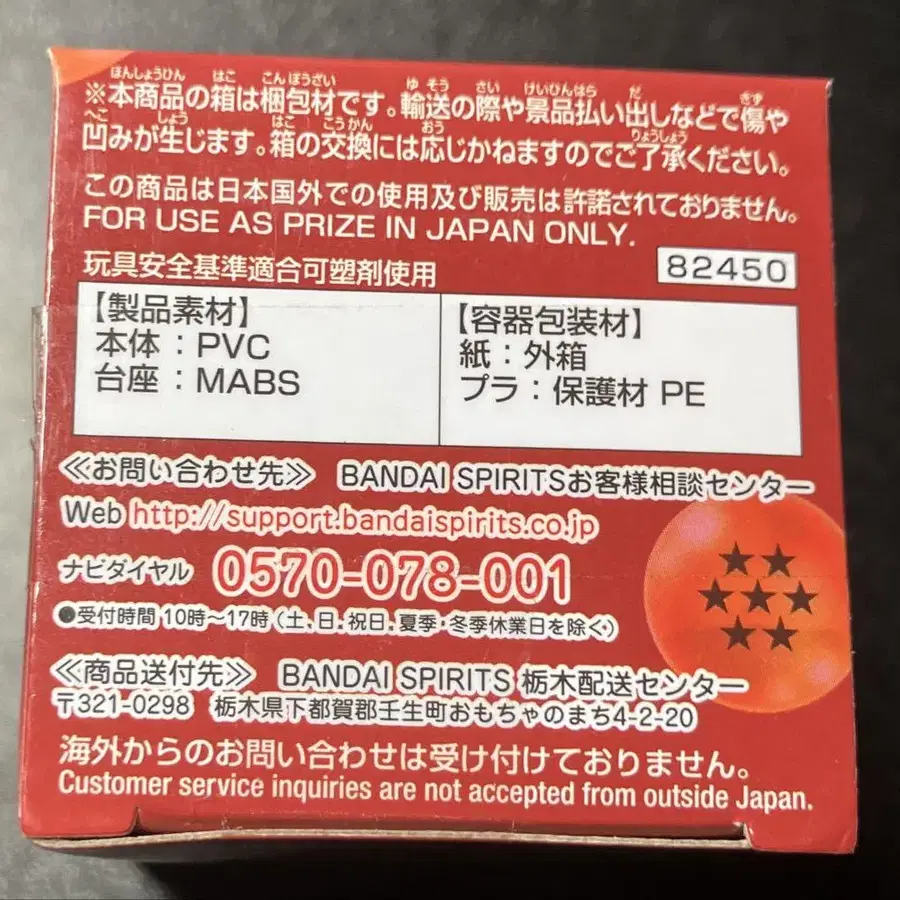 ※本商品の箱は梱包材です。輸送の際や景品払い出しなどで傷や
凹みが生じます。箱の交換には応じかねますのでご了承ください。
この商品は日本国外での使用及び販売は許諾されておりません。
FOR USE AS PRIZE IN JAPAN ONLY.
玩具安全基準適合可塑剤使用
82450
【製品素材】
本体：PVC
台座：MABS
【容器包装材】
紙：外箱
プラ：保護材 PE
≪お問い合わせ先≫ BANDAI SPIRITSお客様相談センター
Web http://support.bandaispirits.co.jp
ナビダイヤル 0570-078-001
●受付時間 10時～17時（土、日、祝日、夏季・冬季休業日を除く）
≪商品送付先≫ BANDAI SPIRITS 栃木配送センター
〒321-0298 栃木県下都賀郡壬生町おもちゃのまち4-2-20
海外からのお問い合わせは受け付けておりません。
Customer service inquiries are not accepted from outside Japan.